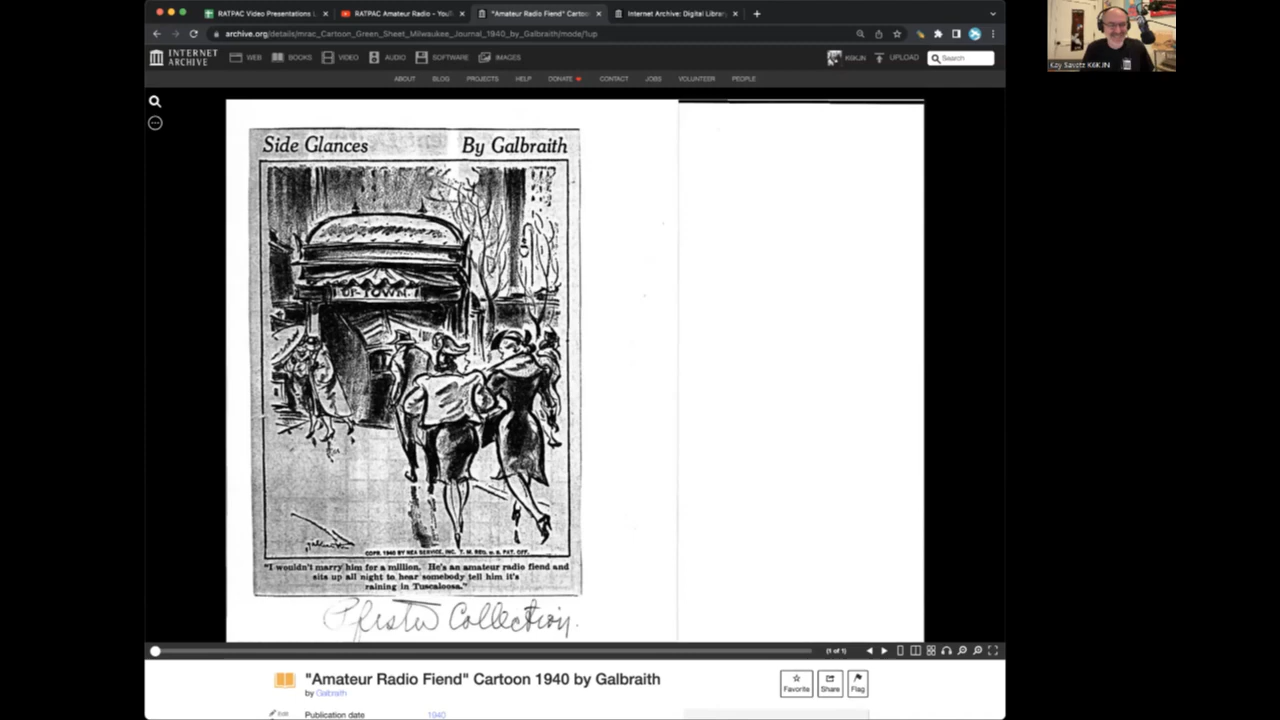 RATPAC Video Presentations L
RATPAC Amateur Radio - YouT
"Amateur Radio Fiend" Cartoo
Internet Archive: Digital Librar
archive.org/details/mrac_Cartoon_Green_Sheet_Milwaukee_Journal_1940_by_Galbraith/mode/1up
INTERNET ARCHIVE
WEB BOOKS VIDEO AUDIO SOFTWARE IMAGES
K6KJN UPLOAD Search
ABOUT BLOG PROJECTS HELP DONATE CONTACT JOBS VOLUNTEER PEOPLE
Kay Savetz K6KJN
Side Glances By Galbraith
UP-TOWN
galbraith
COPR. 1940 BY NEA SERVICE, INC. T. M. REG. U. S. PAT. OFF.
"I wouldn't marry him for a million. He's an amateur radio fiend and
sits up all night to hear somebody tell him it's
raining in Tuscaloosa."
Pfister Collection.
(1 of 1)
"Amateur Radio Fiend" Cartoon 1940 by Galbraith
by Galbraith
Favorite Share Flag
Edit
Publication date 1940